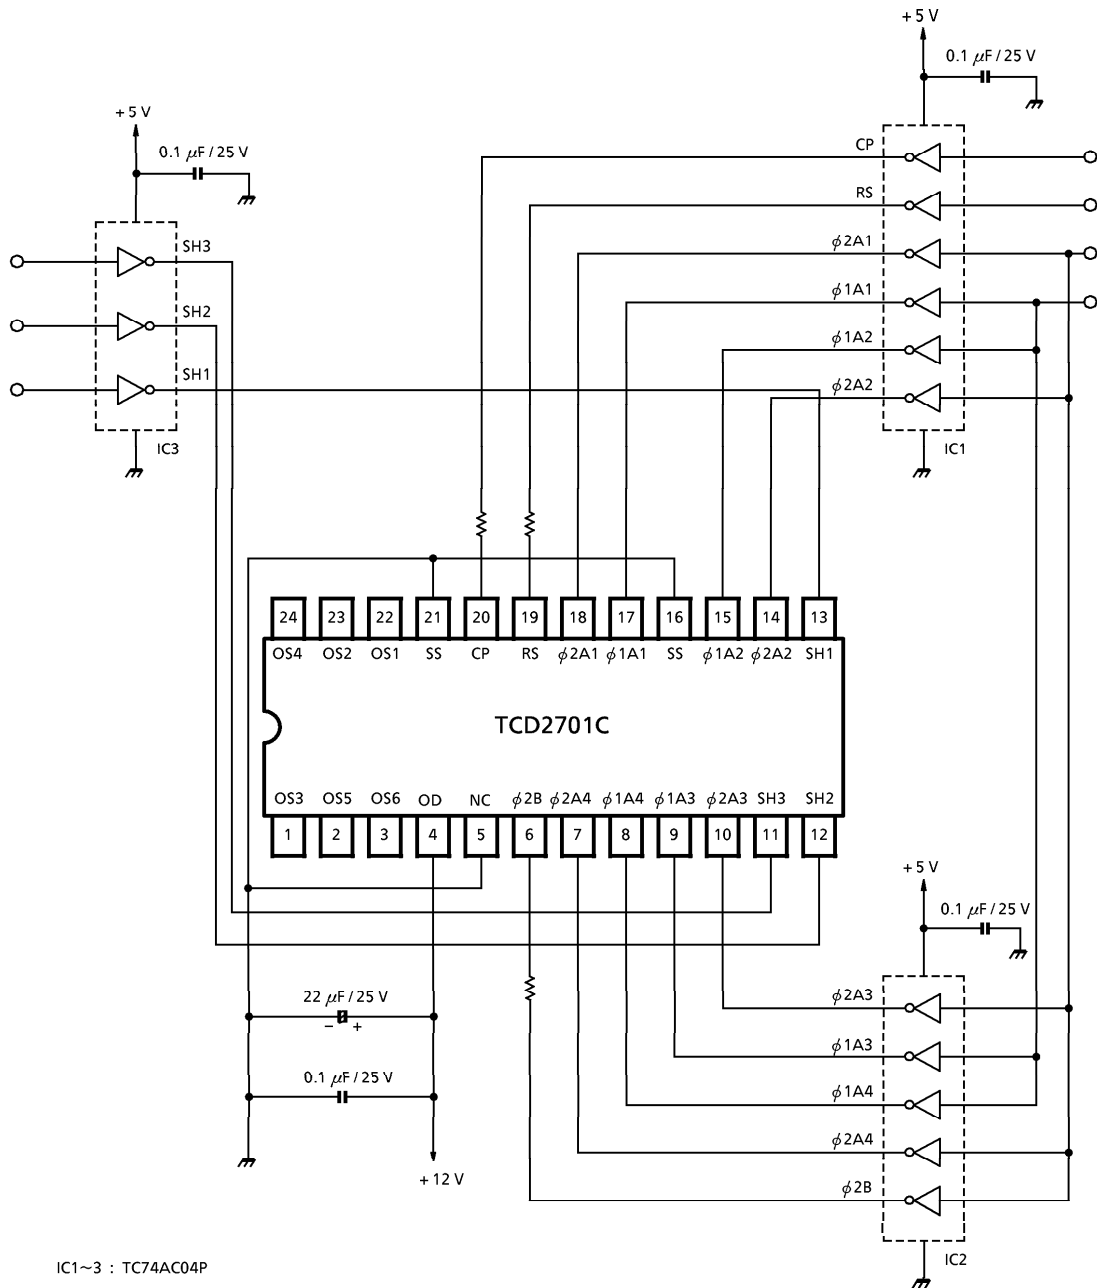 +5 V
0.1 μF/25 V
+5 V
0.1 μF/25 V
CP
RS
ϕ2A1
ϕ1A1
ϕ1A2
ϕ2A2
IC1
SH3
SH2
SH1
IC3
24 23 22 21 20 19 18 17 16 15 14 13
OS4 OS2 OS1 SS CP RS ϕ2A1 ϕ1A1 SS ϕ1A2 ϕ2A2 SH1
TCD2701C
OS3 OS5 OS6 OD NC ϕ2B ϕ2A4 ϕ1A4 ϕ1A3 ϕ2A3 SH3 SH2
1 2 3 4 5 6 7 8 9 10 11 12
+5 V
0.1 μF/25 V
22 μF/25 V
− +
0.1 μF/25 V
+12 V
ϕ2A3
ϕ1A3
ϕ1A4
ϕ2A4
ϕ2B
IC2
IC1~3 : TC74AC04P